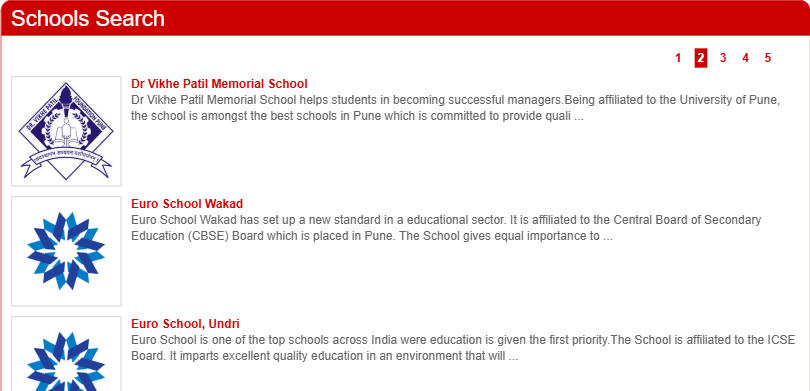 Schools Search
1 2 3 4 5
DR. VIKHE PATIL FOUNDATION PUNE
Dr Vikhe Patil Memorial School
Dr Vikhe Patil Memorial School helps students in becoming successful managers.Being affiliated to the University of Pune,
the school is amongst the best schools in Pune which is committed to provide quali ...
Euro School Wakad
Euro School Wakad has set up a new standard in a educational sector. It is affiliated to the Central Board of Secondary
Education (CBSE) Board which is placed in Pune. The School gives equal importance to ...
Euro School, Undri
Euro School is one of the top schools across India were education is given the first priority.The School is affiliated to the ICSE
Board. It imparts excellent quality education in an environment that will ...